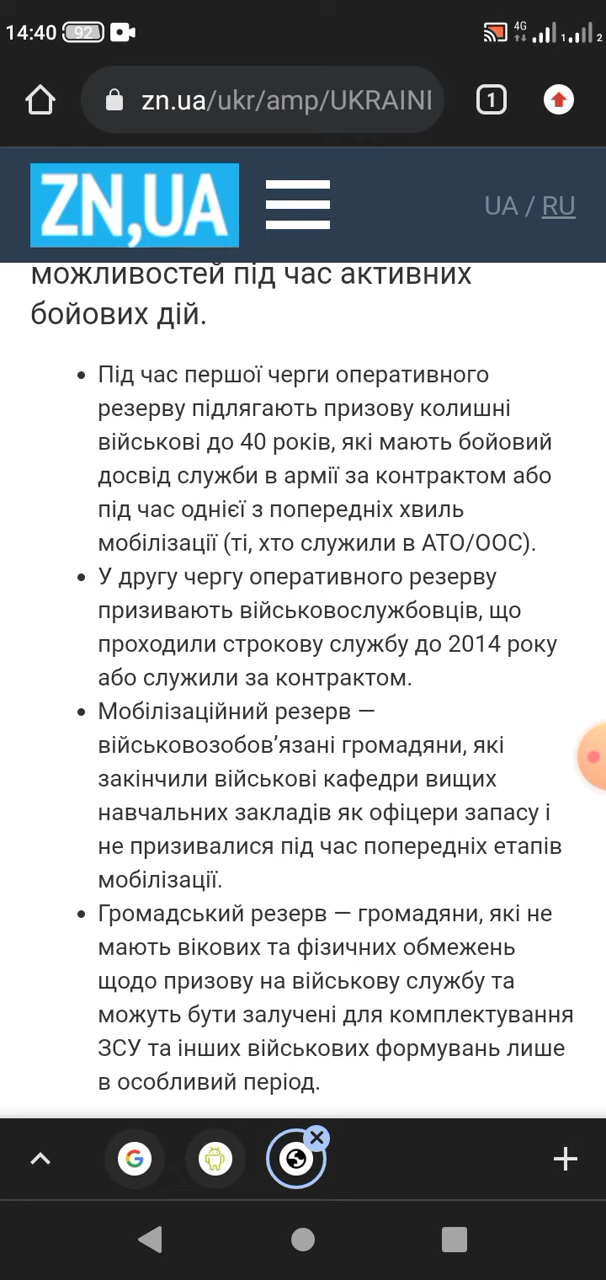 14:40 92 4G 1 2
zn.ua/ukr/amp/UKRAINI 1
ZN,UA UA / RU
можливостей під час активних
бойових дій.
• Під час першої черги оперативного
резерву підлягають призову колишні
військові до 40 років, які мають бойовий
досвід служби в армії за контрактом або
під час однієї з попередніх хвиль
мобілізації (ті, хто служили в АТО/ООС).
• У другу чергу оперативного резерву
призивають військовослужбовців, що
проходили строкову службу до 2014 року
або служили за контрактом.
• Мобілізаційний резерв —
військовозобов’язані громадяни, які
закінчили військові кафедри вищих
навчальних закладів як офіцери запасу і
не призивалися під час попередніх етапів
мобілізації.
• Громадський резерв — громадяни, які не
мають вікових та фізичних обмежень
щодо призову на військову службу та
можуть бути залучені для комплектування
ЗСУ та інших військових формувань лише
в особливий період.